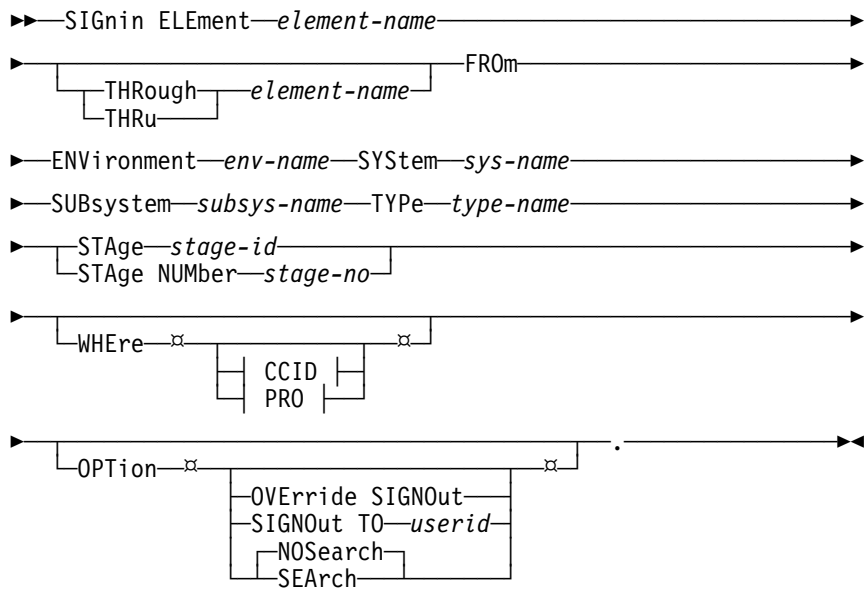 SIGnin ELEment element-name
THRough element-name FROm
THRu
ENVironment env-name SYStem sys-name
SUBsystem subsys-name TYPe type-name
STAge stage-id
STAge NUMber stage-no
WHEre ¤ ¤
CCID
PRO
OPTion ¤ ¤ .
OVErride SIGNOut
SIGNOut TO userid
NOSearch
SEArch